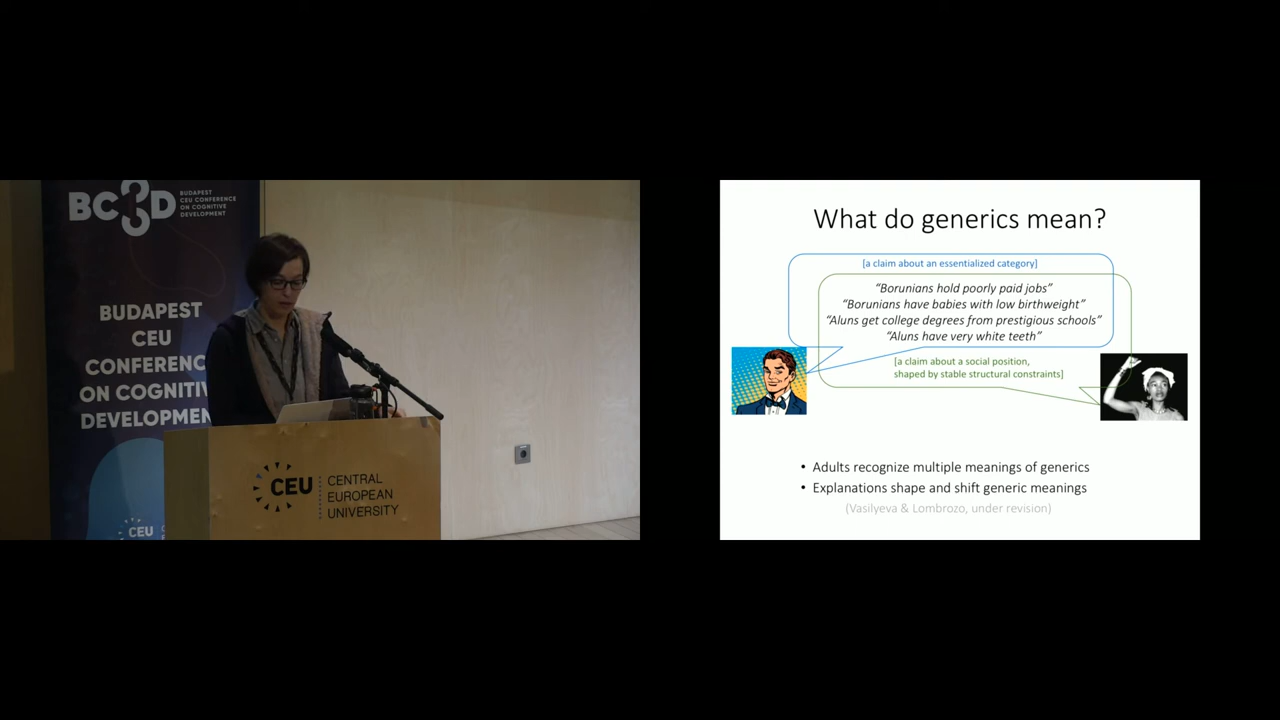 BC3D
BUDAPEST
CEU CONFERENCE
ON COGNITIVE
DEVELOPMENT
BUDAPEST
CEU
CONFERENC
ON COGNITIV
DEVELOPMEN
CEU
CEU
CENTRAL
EUROPEAN
UNIVERSITY
What do generics mean?
[a claim about an essentialized category]
“Borunians hold poorly paid jobs”
“Borunians have babies with low birthweight”
“Aluns get college degrees from prestigious schools”
“Aluns have very white teeth”
[a claim about a social position,
shaped by stable structural constraints]
• Adults recognize multiple meanings of generics
• Explanations shape and shift generic meanings
(Vasilyeva & Lombrozo, under revision)